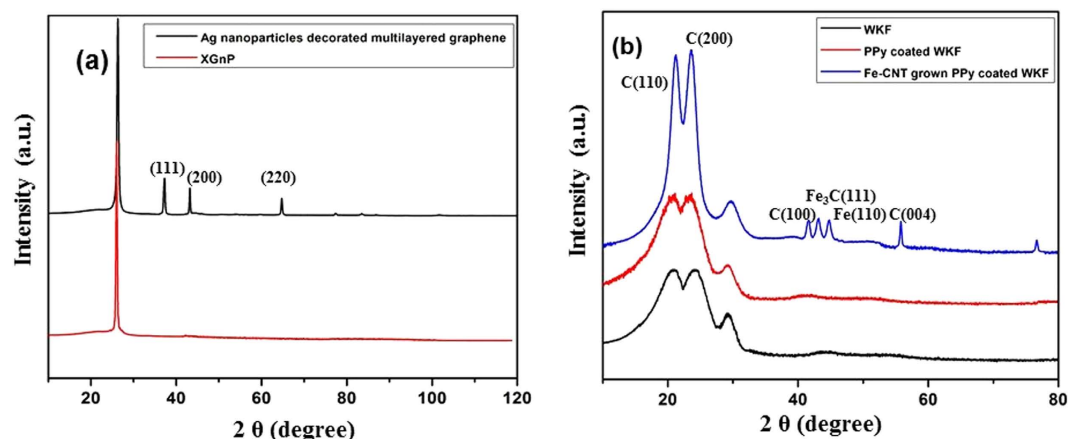 (a)
Ag nanoparticles decorated multilayered graphene
XGnP
(111)
(200)
(220)
Intensity (a.u.)
20
40
60
80
100
120
2 θ (degree)
(b)
WKF
PPy coated WKF
Fe-CNT grown PPy coated WKF
C(200)
C(110)
Fe₃C(111)
C(100)
Fe(110)
C(004)
Intensity (a.u.)
20
40
60
80
2 θ (degree)